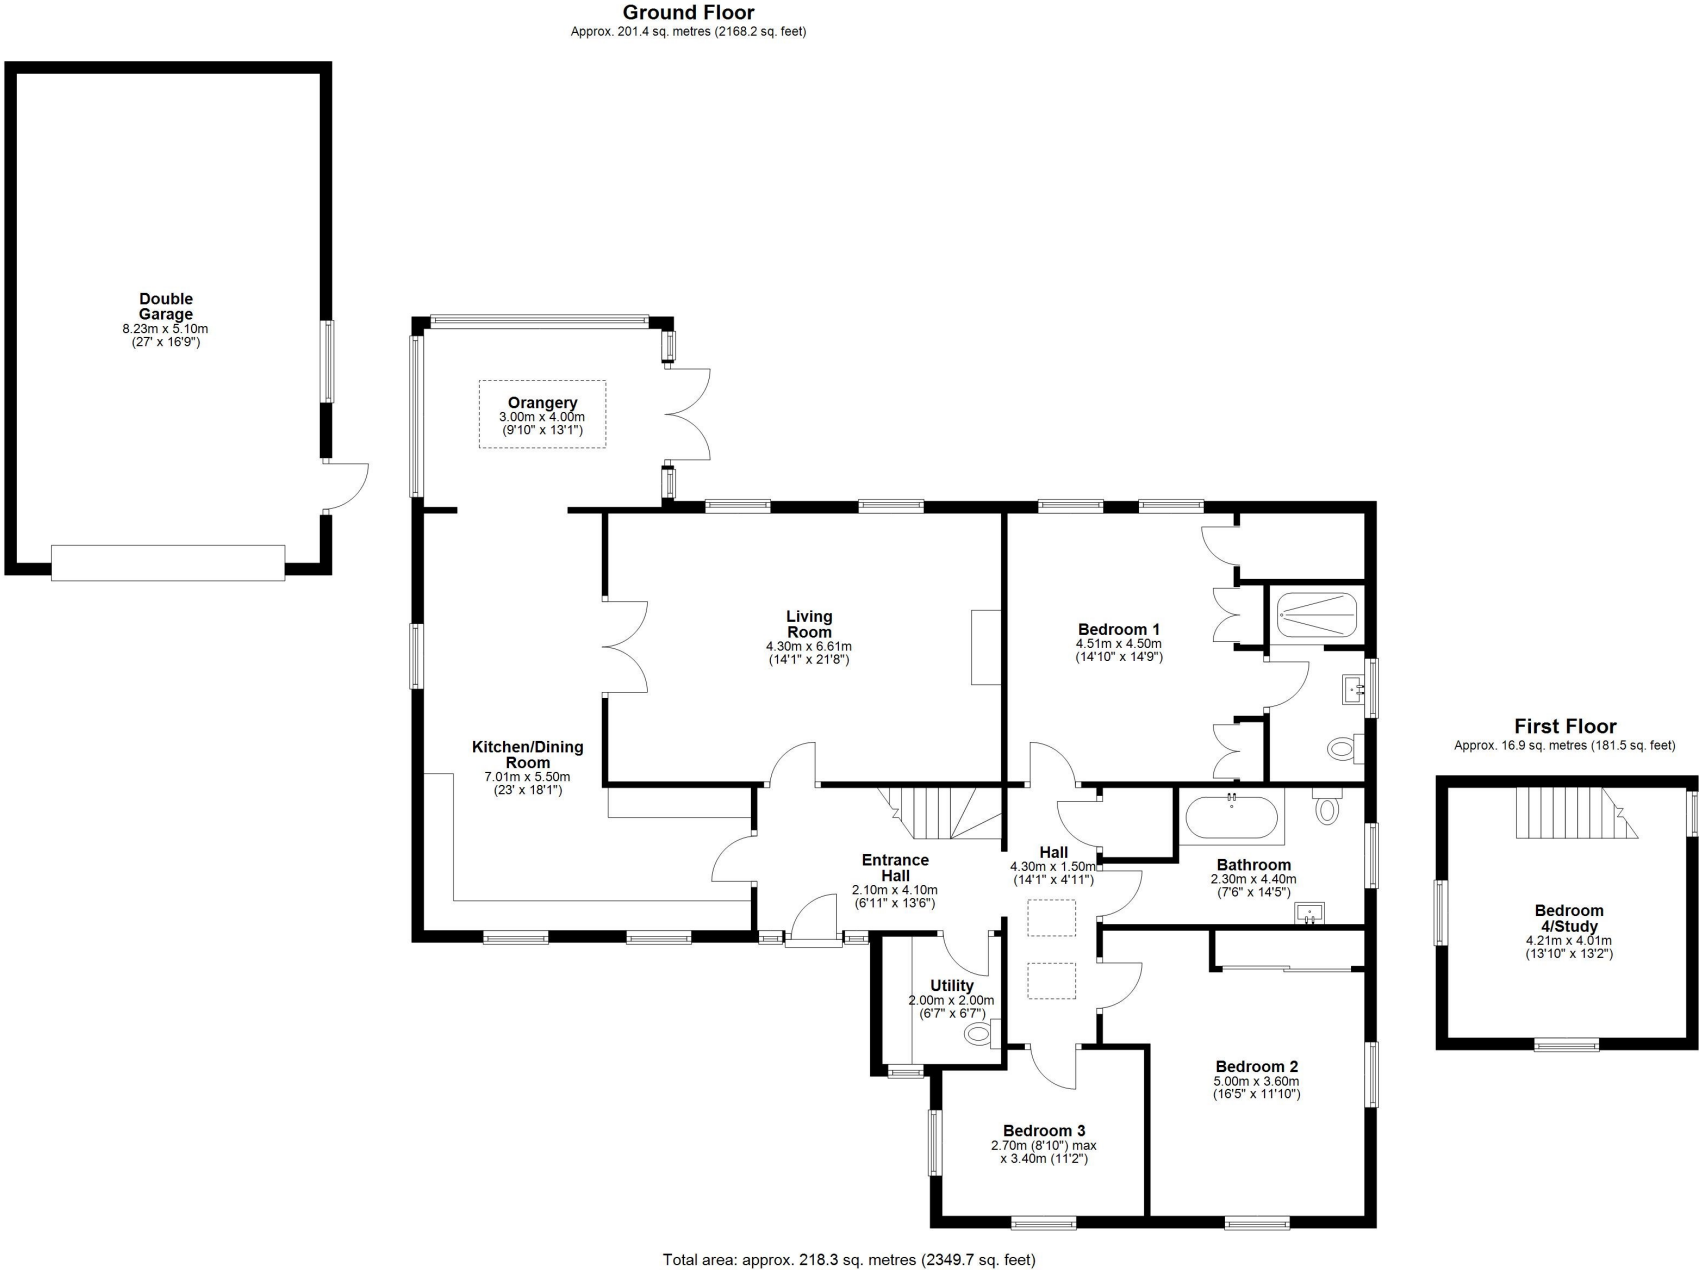 Ground Floor
Approx. 201.4 sq. metres (2168.2 sq. feet)
Double
Garage
8.23m x 5.10m
(27' x 16'9")
Orangery
3.00m x 4.00m
(9'10" x 13'1")
Living
Room
4.30m x 6.61m
(14'1" x 21'8")
Bedroom 1
4.51m x 4.50m
(14'10" x 14'9")
Kitchen/Dining
Room
7.01m x 5.50m
(23' x 18'1")
Entrance
Hall
2.10m x 4.10m
(6'11" x 13'6")
Hall
4.30m x 1.50m
(14'1" x 4'11")
Bathroom
2.30m x 4.40m
(7'6" x 14'5")
Utility
2.00m x 2.00m
(6'7" x 6'7")
Bedroom 2
5.00m x 3.60m
(16'5" x 11'10")
Bedroom 3
2.70m (8'10") max
x 3.40m (11'2")
First Floor
Approx. 16.9 sq. metres (181.5 sq. feet)
Bedroom
4/Study
4.21m x 4.01m
(13'10" x 13'2")
Total area: approx. 218.3 sq. metres (2349.7 sq. feet)